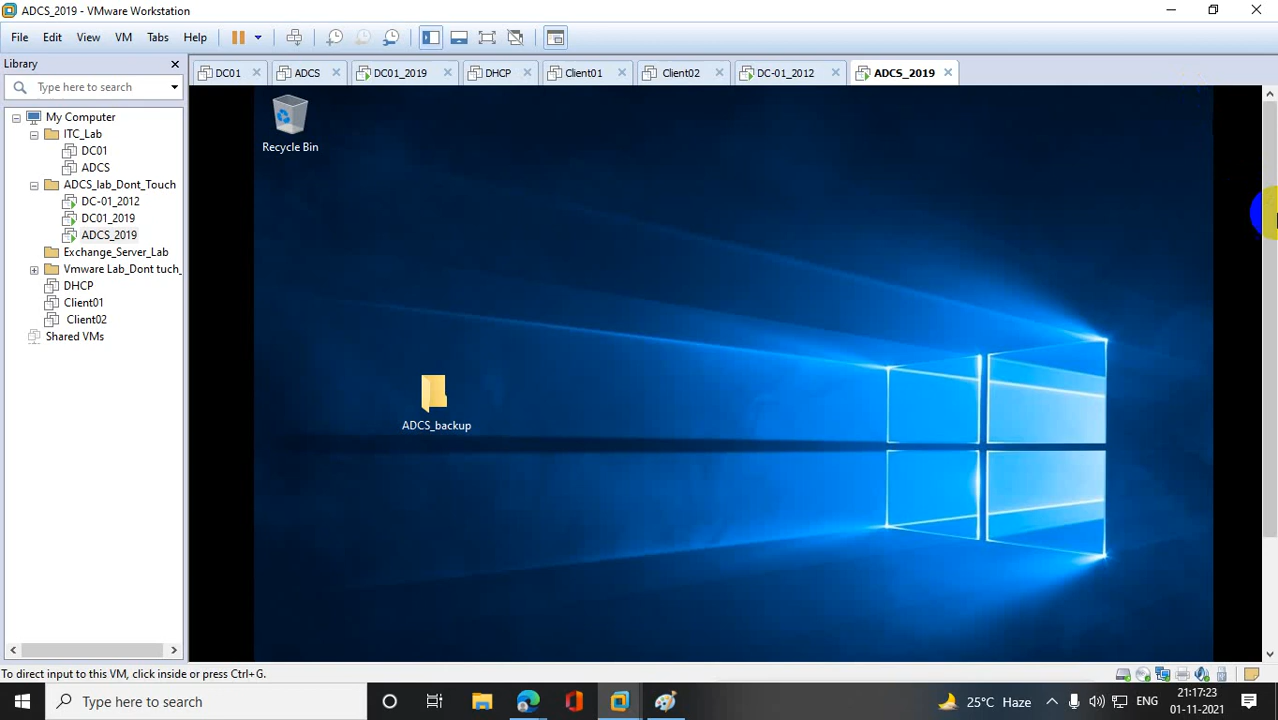 ADCS_2019 - VMware Workstation
File Edit View VM Tabs Help
Library
Type here to search
DC01 ADCS DC01_2019 DHCP Client01 Client02 DC-01_2012 ADCS_2019
My Computer
ITC_Lab
DC01
ADCS
ADCS_lab_Dont_Touch
DC-01_2012
DC01_2019
ADCS_2019
Exchange_Server_Lab
Vmware Lab_Dont tuch_
DHCP
Client01
Client02
Shared VMs
Recycle Bin
ADCS_backup
To direct input to this VM, click inside or press Ctrl+G.
Type here to search
25°C Haze
ENG
21:17:23
01-11-2021